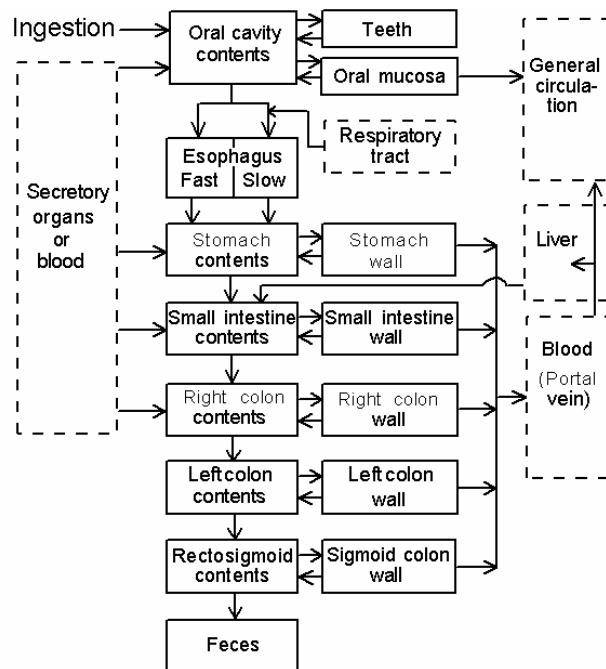 Ingestion
Oral cavity
contents
Teeth
Oral mucosa
General
circula-
tion
Respiratory
tract
Esophagus
Fast
Slow
Secretory
organs
or
blood
Stomach
contents
Stomach
wall
Liver
Small intestine
contents
Small intestine
wall
Blood
(Portal
vein)
Right colon
contents
Right colon
wall
Left colon
contents
Left colon
wall
Rectosigmoid
contents
Sigmoid colon
wall
Feces